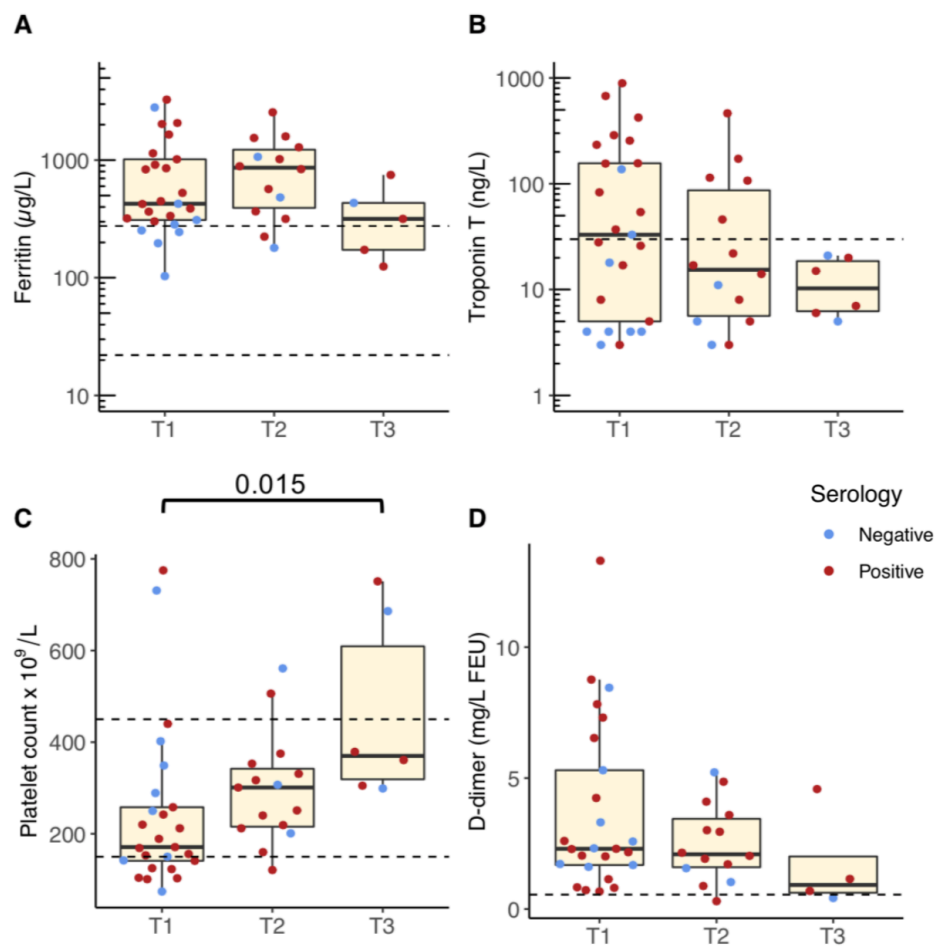 A
Ferritin (µg/L)
1000
100
10
T1 T2 T3
B
Troponin T (ng/L)
1000
100
10
1
T1 T2 T3
0.015
C
Platelet count x 10⁹/L
800
600
400
200
T1 T2 T3
Serology
Negative
Positive
D
D-dimer (mg/L FEU)
10
5
0
T1 T2 T3